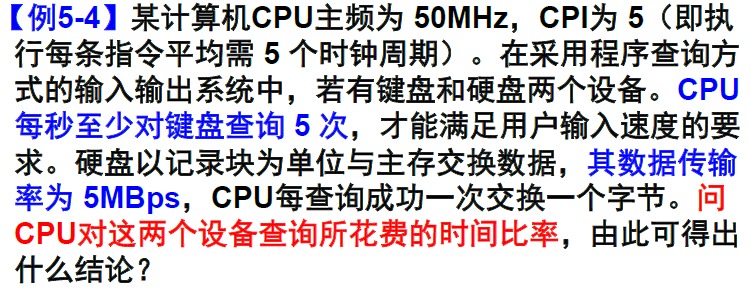 【例5-4】某计算机CPU主频为 50MHz，CPI为 5（即执
行每条指令平均需 5 个时钟周期）。在采用程序查询方
式的输入输出系统中，若有键盘和硬盘两个设备。CPU
每秒至少对键盘查询 5 次，才能满足用户输入速度的要
求。硬盘以记录块为单位与主存交换数据，其数据传输
率为 5MBps，CPU每查询成功一次交换一个字节。问
CPU对这两个设备查询所花费的时间比率，由此可得出
什么结论？